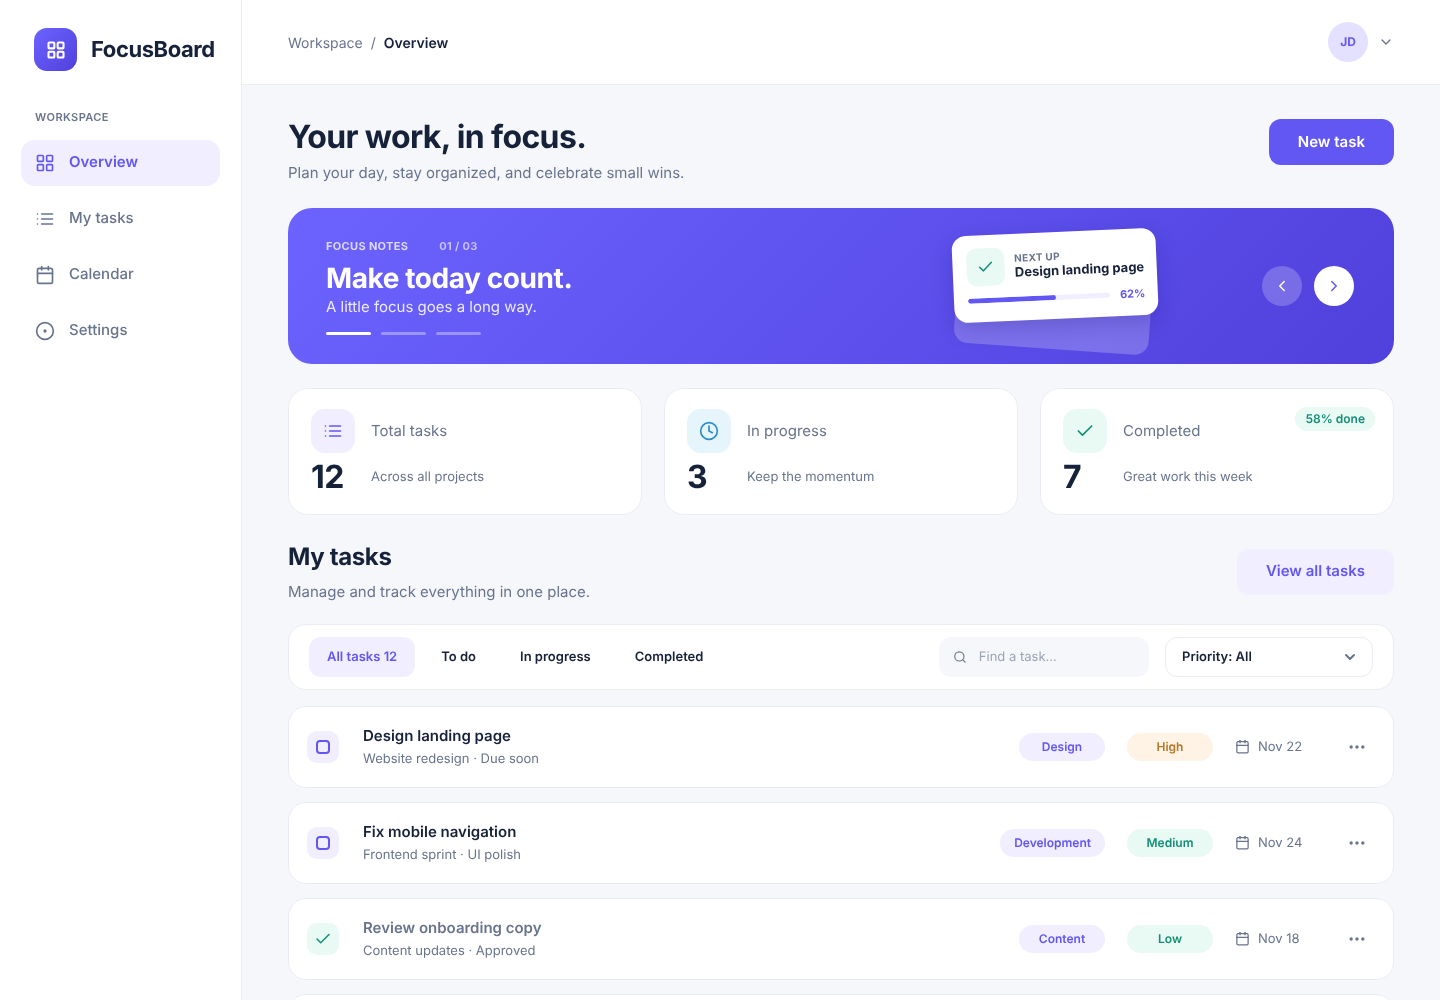 FocusBoard
WORKSPACE
Overview
My tasks
Calendar
Settings
Workspace / Overview
JD
Your work, in focus.
Plan your day, stay organized, and celebrate small wins.
New task
FOCUS NOTES 01 / 03
Make today count.
A little focus goes a long way.
NEXT UP
Design landing page
62%
Total tasks
12 Across all projects
In progress
3 Keep the momentum
Completed
58% done
7 Great work this week
My tasks
Manage and track everything in one place.
View all tasks
All tasks 12 To do In progress Completed Find a task... Priority: All
Design landing page
Website redesign · Due soon
Design High Nov 22
Fix mobile navigation
Frontend sprint · UI polish
Development Medium Nov 24
Review onboarding copy
Content updates · Approved
Content Low Nov 18